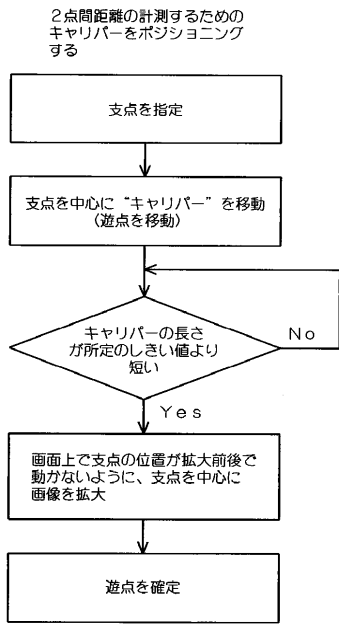 2点間距離の計測するための
キャリパーをポジショニング
する
支点を指定
支点を中心に“キャリパー”を移動
(遊点を移動)
キャリパーの長さ
が所定のしきい値より
短い
No
Yes
画面上で支点の位置が拡大前後で
動かないように、支点を中心に
画像を拡大
遊点を確定